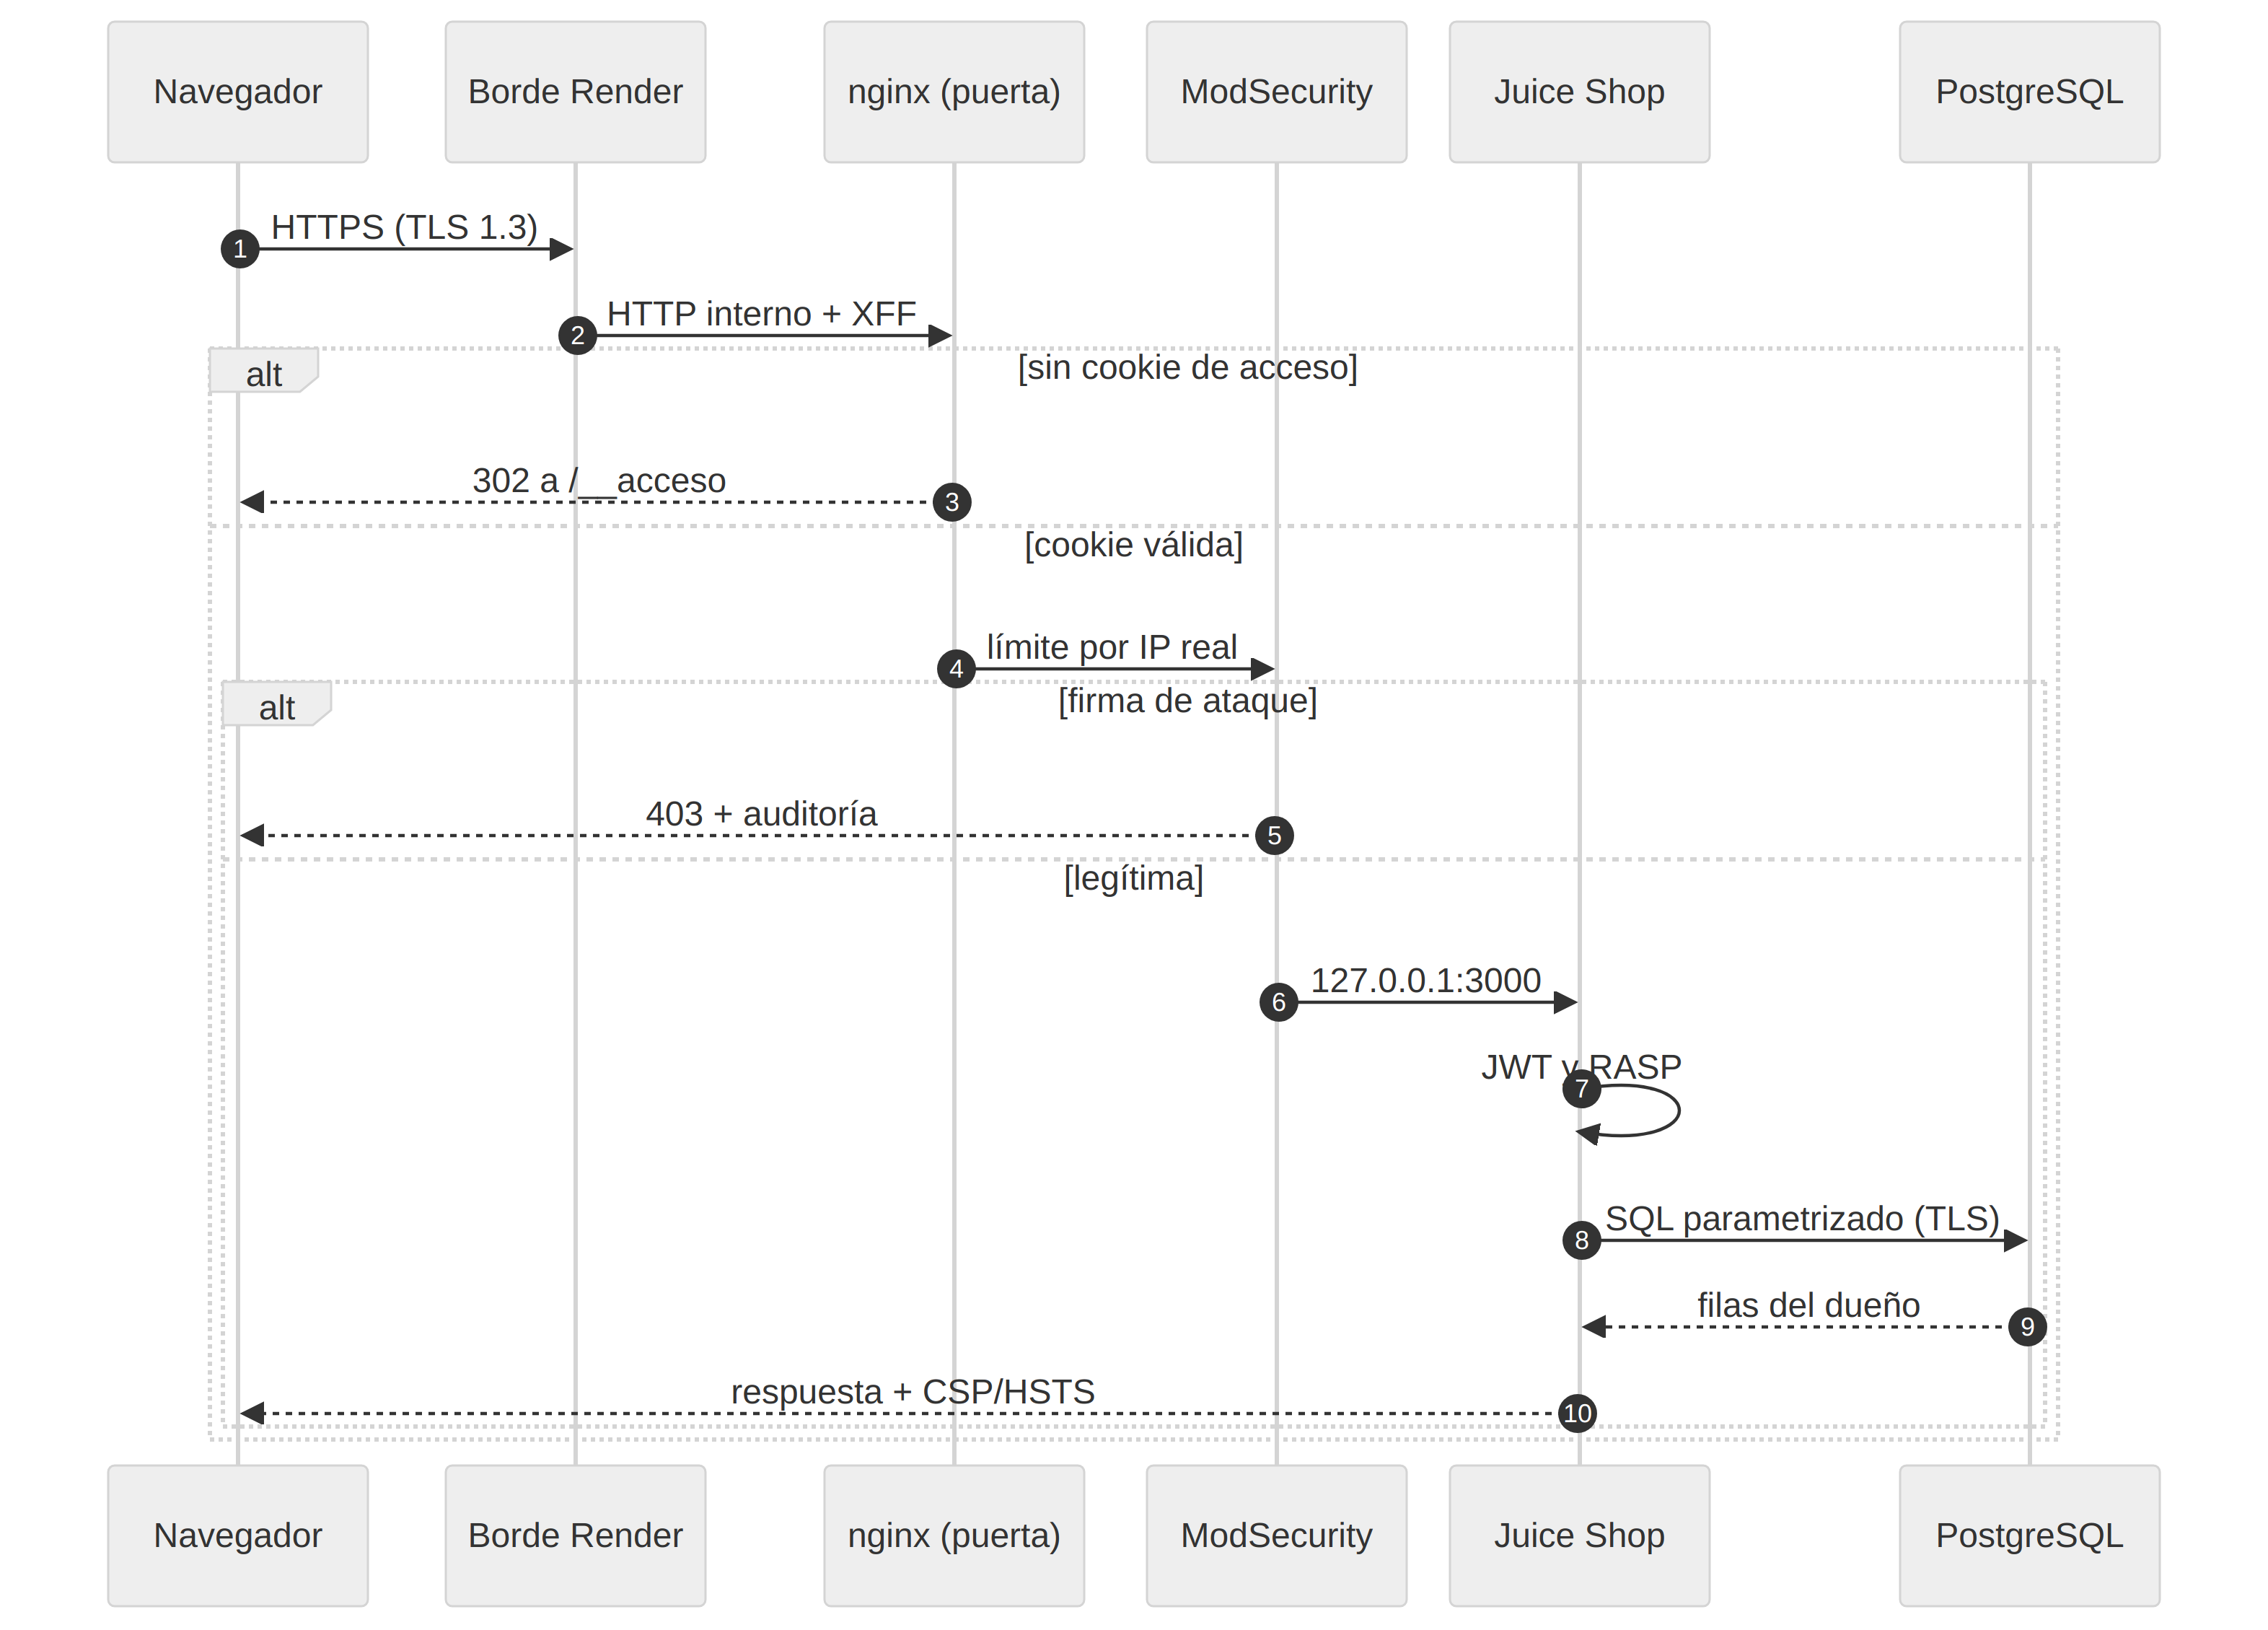 Navegador
Borde Render
nginx (puerta)
ModSecurity
Juice Shop
PostgreSQL
HTTPS (TLS 1.3)
1
HTTP interno + XFF
2
alt
[sin cookie de acceso]
302 a /__acceso
3
[cookie válida]
límite por IP real
4
alt
[firma de ataque]
403 + auditoría
5
[legítima]
127.0.0.1:3000
6
JWT y RASP
7
SQL parametrizado (TLS)
8
filas del dueño
9
respuesta + CSP/HSTS
10
Navegador
Borde Render
nginx (puerta)
ModSecurity
Juice Shop
PostgreSQL